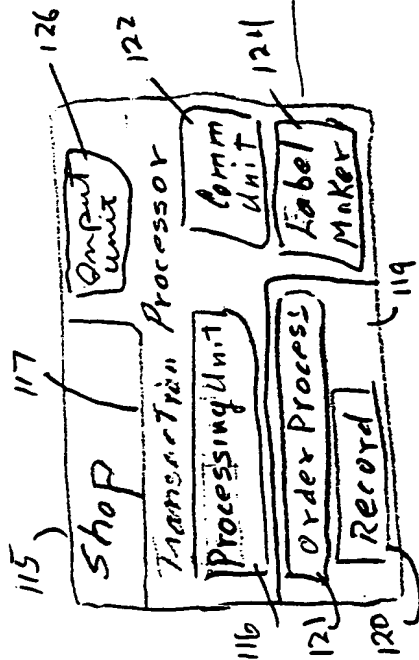 115
117
126
Shop
Input
unit
Transaction Processor
122
Processing Unit
Comm
Unit
116
Order Process
Label
Maker
124
121
Record
120
119